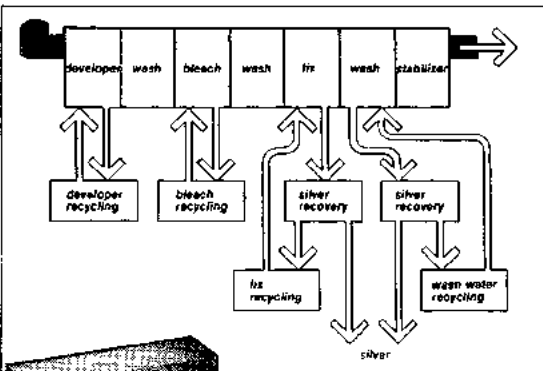 developer wash bleach wash fix wash stabilizer
developer recycling
bleach recycling
silver recovery
silver recovery
fix recycling
wash water recycling
silver